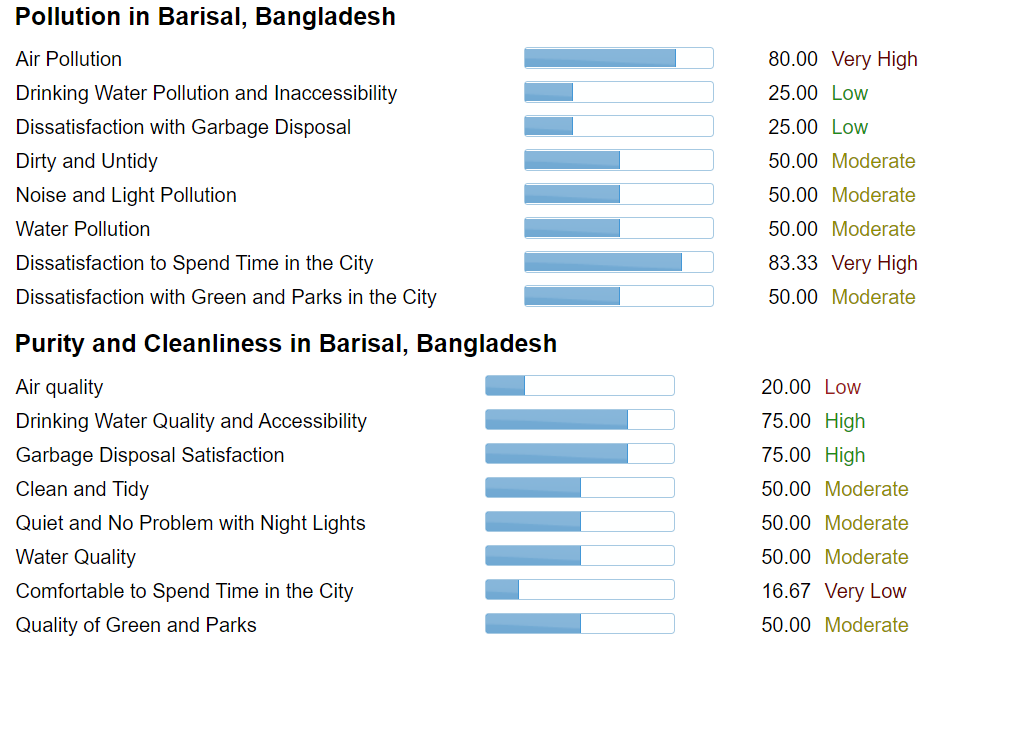 Pollution in Barisal, Bangladesh
Air Pollution 80.00 Very High
Drinking Water Pollution and Inaccessibility 25.00 Low
Dissatisfaction with Garbage Disposal 25.00 Low
Dirty and Untidy 50.00 Moderate
Noise and Light Pollution 50.00 Moderate
Water Pollution 50.00 Moderate
Dissatisfaction to Spend Time in the City 83.33 Very High
Dissatisfaction with Green and Parks in the City 50.00 Moderate
Purity and Cleanliness in Barisal, Bangladesh
Air quality 20.00 Low
Drinking Water Quality and Accessibility 75.00 High
Garbage Disposal Satisfaction 75.00 High
Clean and Tidy 50.00 Moderate
Quiet and No Problem with Night Lights 50.00 Moderate
Water Quality 50.00 Moderate
Comfortable to Spend Time in the City 16.67 Very Low
Quality of Green and Parks 50.00 Moderate